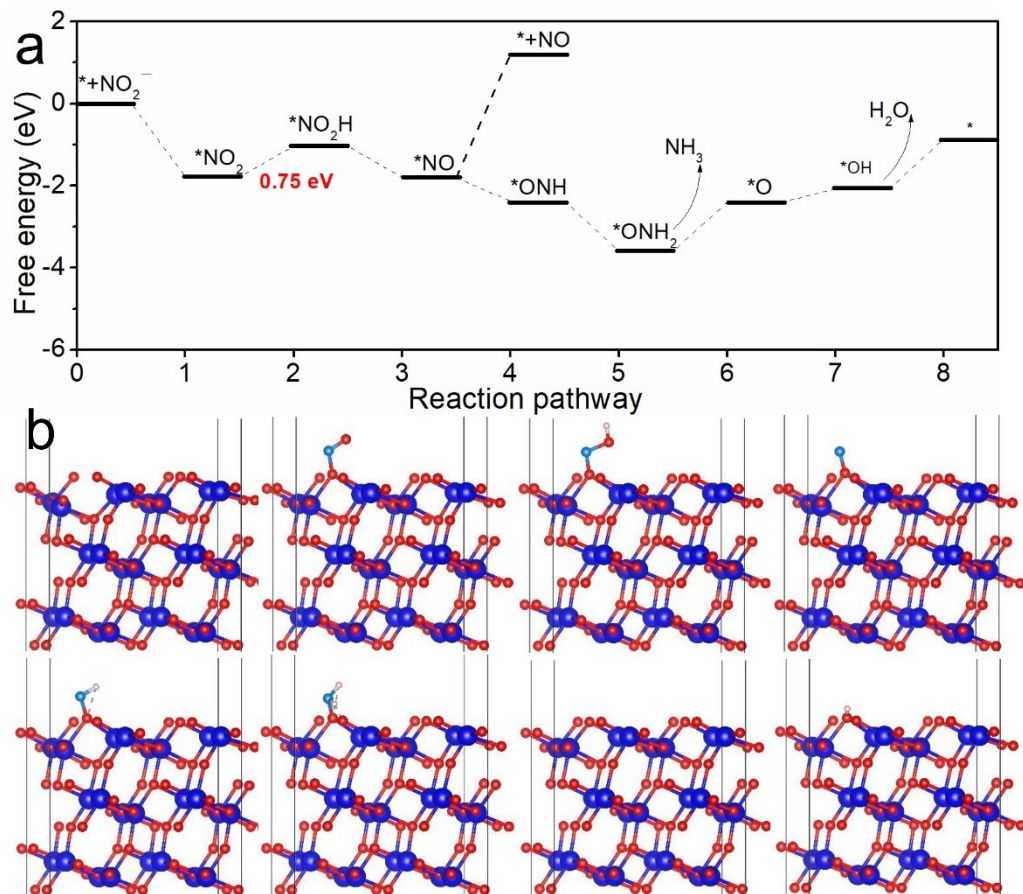 a
2
0
-2
-4
-6
Free energy (eV)
*+NO₂⁻
*NO₂
0.75 eV
*NO₂H
*NO
*+NO
*ONH
*ONH₂
NH₃
*O
*OH
H₂O
*
0 1 2 3 4 5 6 7 8
Reaction pathway
b